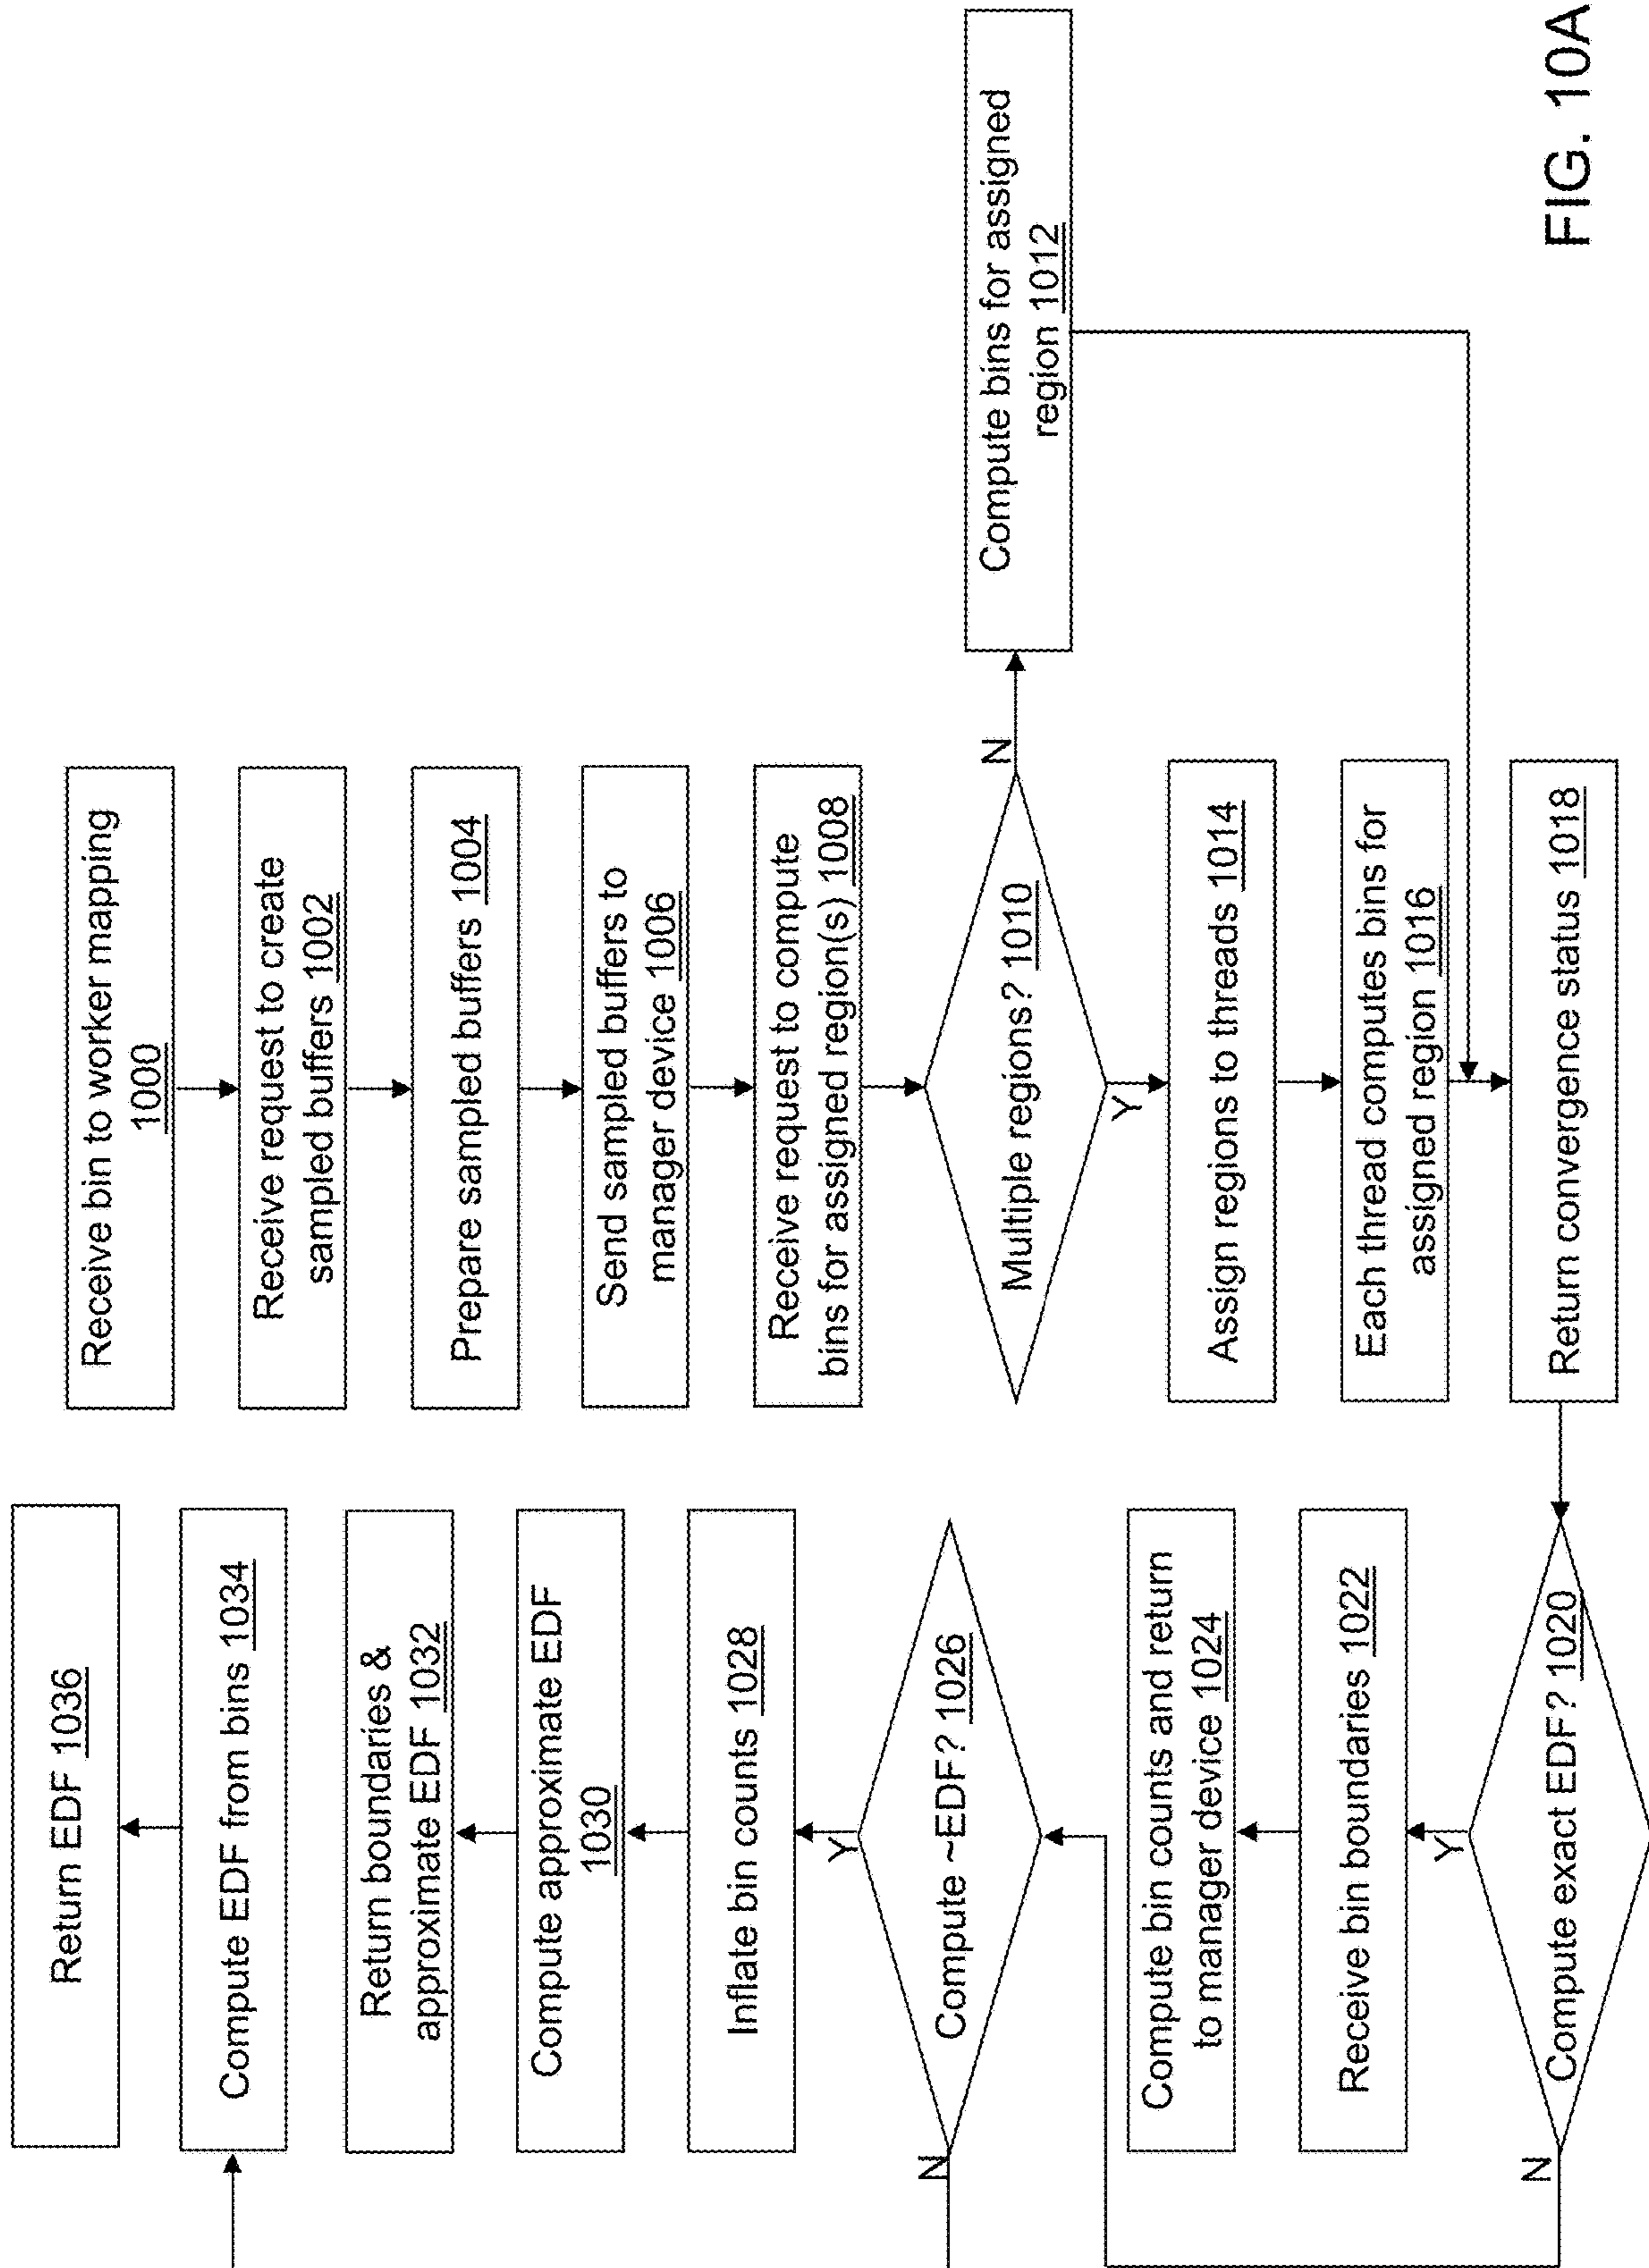 Receive bin to worker mapping
1000
Receive request to create
sampled buffers 1002
Prepare sampled buffers 1004
Send sampled buffers to
manager device 1006
Receive request to compute
bins for assigned region(s) 1008
Multiple regions? 1010
N
Y
Compute bins for assigned
region 1012
Assign regions to threads 1014
Each thread computes bins for
assigned region 1016
Return convergence status 1018
Compute exact EDF? 1020
Y
N
Receive bin boundaries 1022
Compute bin counts and return
to manager device 1024
Compute ~EDF? 1026
Y
N
Inflate bin counts 1028
Compute approximate EDF
1030
Return boundaries &
approximate EDF 1032
Compute EDF from bins 1034
Return EDF 1036
FIG. 10A